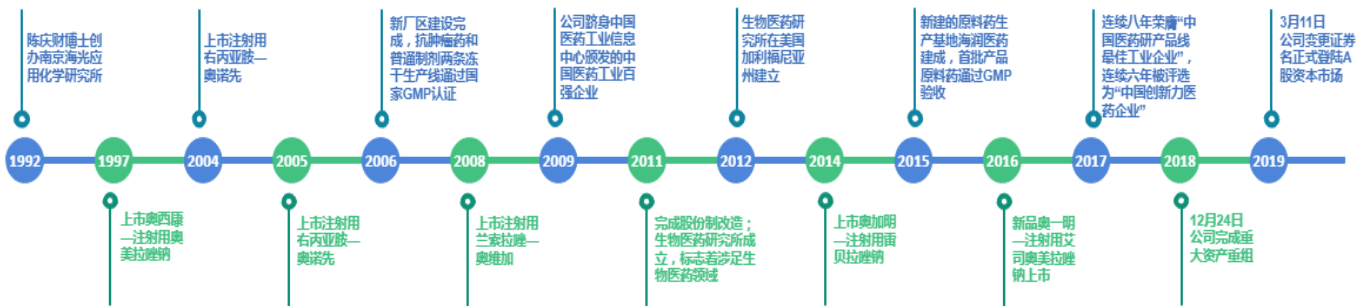 陈庆财博士创
办南京海光应
用化学研究所
上市注射用
右丙亚胺—
奥诺先
新厂区建设完
成，抗肿瘤药和
普通制剂两条冻
干生产线通过国
家GMP认证
公司跻身中国
医药工业信息
中心颁发的中
国医药工业百
强企业
生物医药研
究所在美国
加利福尼亚
州建立
新建的原料药生
产基地海润医药
建成，首批产品
原料药通过GMP
验收
连续八年荣膺“中
国医药研产品线
最佳工业企业”，
连续六年被评选
为“中国创新力医
药企业”
3月11日
公司变更证券
名正式登陆A
股资本市场
1992
1997
2004
2005
2006
2008
2009
2011
2012
2014
2015
2016
2017
2018
2019
上市奥西康
—注射用奥
美拉唑钠
上市注射用
右丙亚胺—
奥诺先
上市注射用
兰索拉唑—
奥维加
完成股份制改造；
生物医药研究所成
立，标志着涉足生
物医药领域
上市奥加明
—注射用雷
贝拉唑钠
新品奥一明
—注射用艾
司奥美拉唑
钠上市
12月24日
公司完成重
大资产重组